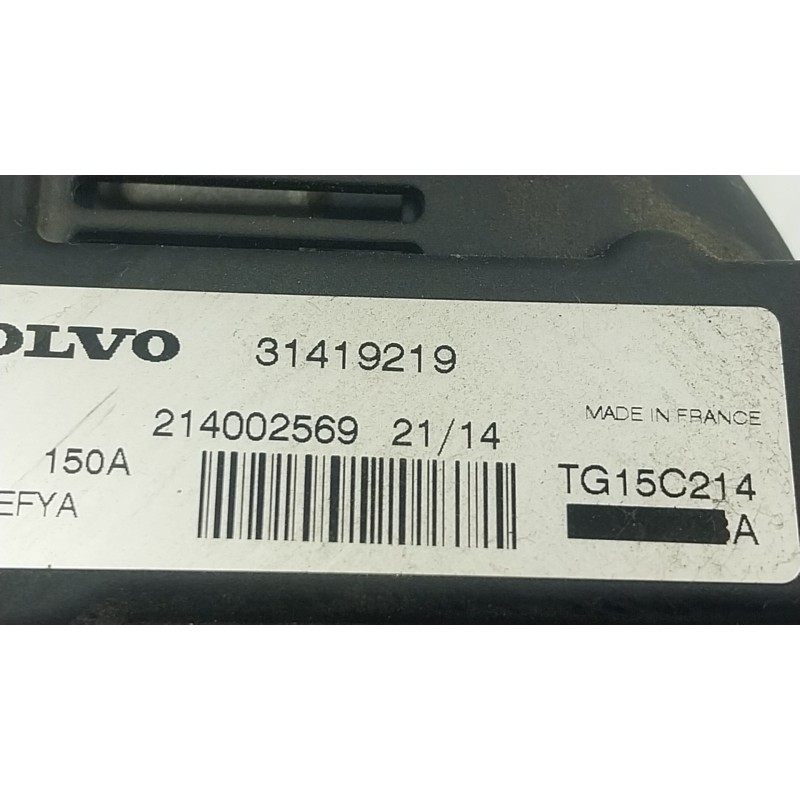 OLVO 31419219
214002569 21/14 MADE IN FRANCE
150A TG15C214
EFYA A